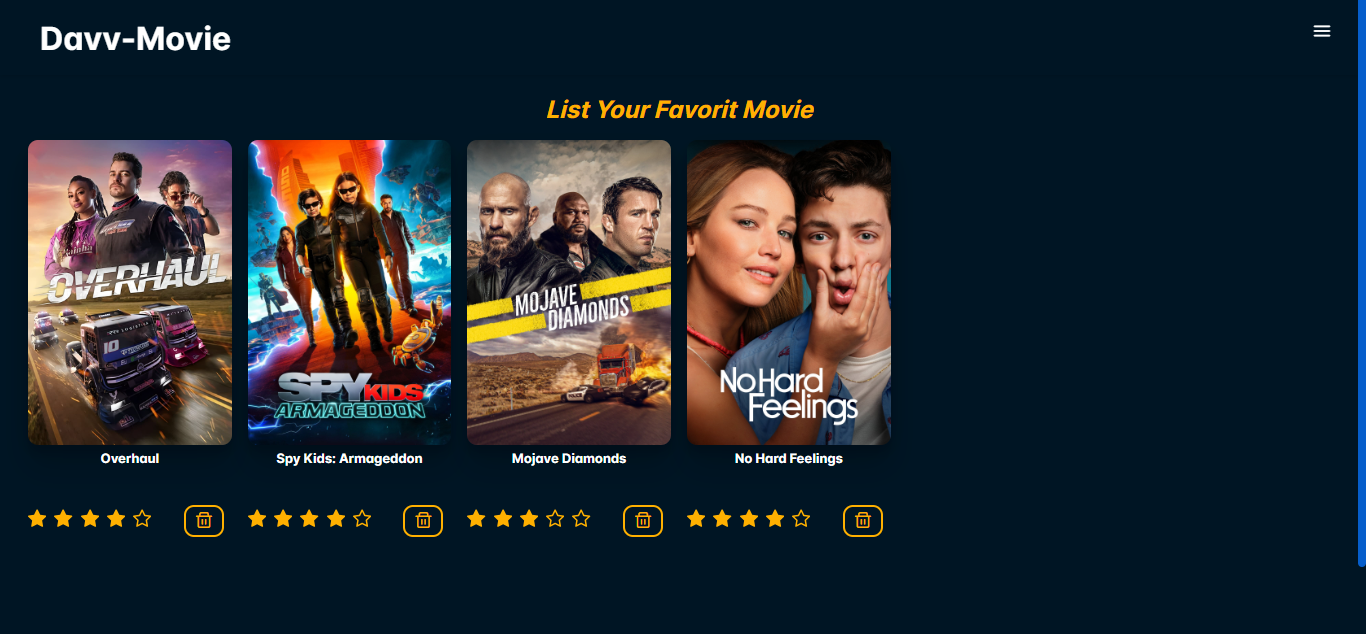 Davv-Movie
List Your Favorit Movie
OVERHAUL
10
SPY KIDS
ARMAGEDDON
MOJAVE
DIAMONDS
No Hard
Feelings
Overhaul
Spy Kids: Armageddon
Mojave Diamonds
No Hard Feelings